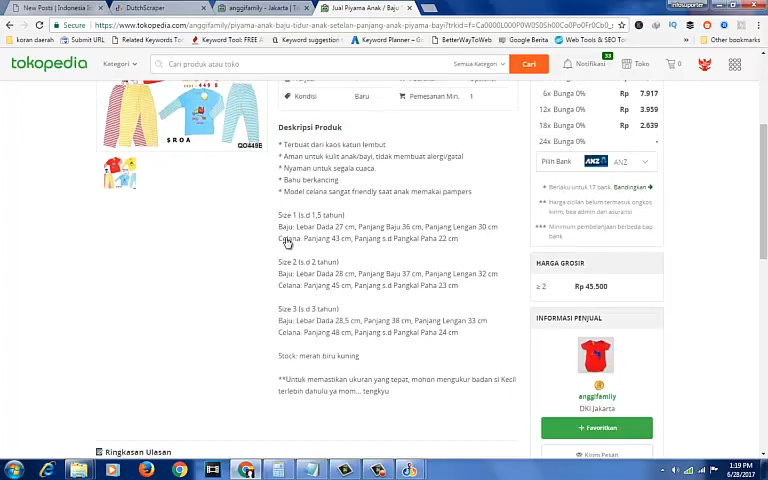 infosuporter
New Posts | Indonesia In
DutchScraper
anggifamily - Jakarta | To
Jual Piyama Anak / Baju
Secure
https://www.tokopedia.com/anggifamily/piyama-anak-baju-tidur-anak-setelan-panjang-anak-piyama-bayi?trkid=f=Ca0000L000P0W0S0Sh00Co0Po0Fr0Cb0_s
koran daerah
Submit URL
Related Keywords To
Keyword Tool: FREE A
Keyword suggestion
Keyword Planner – G
BetterWayToWeb
Google Berita
Web Tools & SEO To
Other bookmarks
tokopedia
Kategori
Cari produk atau toko
Semua Kategori
Cari
Notifikasi
33
Toko
0
449 B
$ROA
QO449B
Kondisi Baru
Pemesanan Min. 1
Deskripsi Produk
* Terbuat dari kaos katun lembut
* Aman untuk kulit anak/bayi, tidak membuat alergi/gatal
* Nyaman untuk segala cuaca.
* Bahu berkancing
* Model celana sangat friendly saat anak memakai pampers
Size 1 (s.d 1,5 tahun)
Baju: Lebar Dada 27 cm, Panjang Baju 36 cm, Panjang Lengan 30 cm
Celana: Panjang 43 cm, Panjang s.d Pangkal Paha 22 cm
Size 2 (s.d 2 tahun)
Baju: Lebar Dada 28 cm, Panjang Baju 37 cm, Panjang Lengan 32 cm
Celana: Panjang 45 cm, Panjang s.d Pangkal Paha 23 cm
Size 3 (s.d 3 tahun)
Baju: Lebar Dada 28,5 cm, Panjang 38 cm, Panjang Lengan 33 cm
Celana: Panjang 48 cm, Panjang s.d Pangkal Paha 24 cm
Stock: merah biru kuning
**Untuk memastikan ukuran yang tepat, mohon mengukur badan si Kecil
terlebih dahulu ya mom... tengkyu
Ringkasan Ulasan
6x Bunga 0% Rp 7.917
12x Bunga 0% Rp 3.959
18x Bunga 0% Rp 2.639
24x Bunga 0% -
Pilih Bank
ANZ
ANZ
* Berlaku untuk 17 bank. Bandingkan
** Harga cicilan belum termasuk ongkos
kirim, bea admin dan asuransi
*** Minimum pembelanjaan berbeda tiap
bank
HARGA GROSIR
≥ 2 Rp 45.500
INFORMASI PENJUAL
anggifamily
DKI Jakarta
+ Favoritkan
Kirim Pesan
1:19 PM
6/28/2017